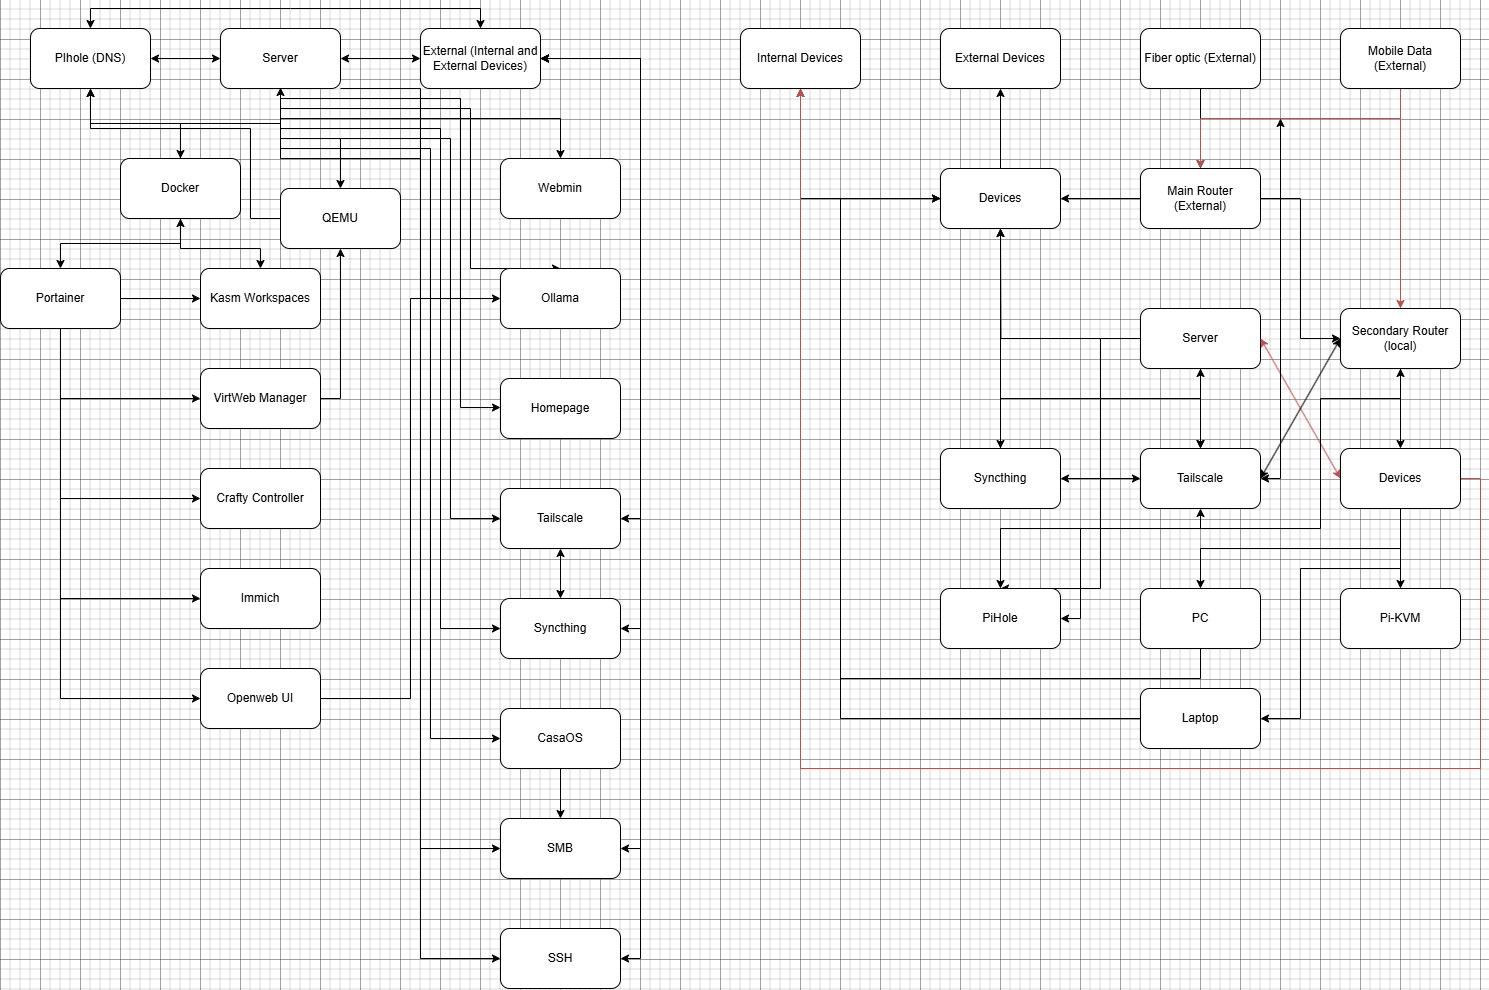 PIhole (DNS)
Server
External (Internal and
External Devices)
Internal Devices
External Devices
Fiber optic (External)
Mobile Data
(External)
Docker
QEMU
Webmin
Devices
Main Router
(External)
Portainer
Kasm Workspaces
Ollama
Server
Secondary Router
(local)
VirtWeb Manager
Homepage
Crafty Controller
Tailscale
Syncthing
Tailscale
Devices
Immich
Syncthing
PiHole
PC
Pi-KVM
Openweb UI
CasaOS
Laptop
SMB
SSH